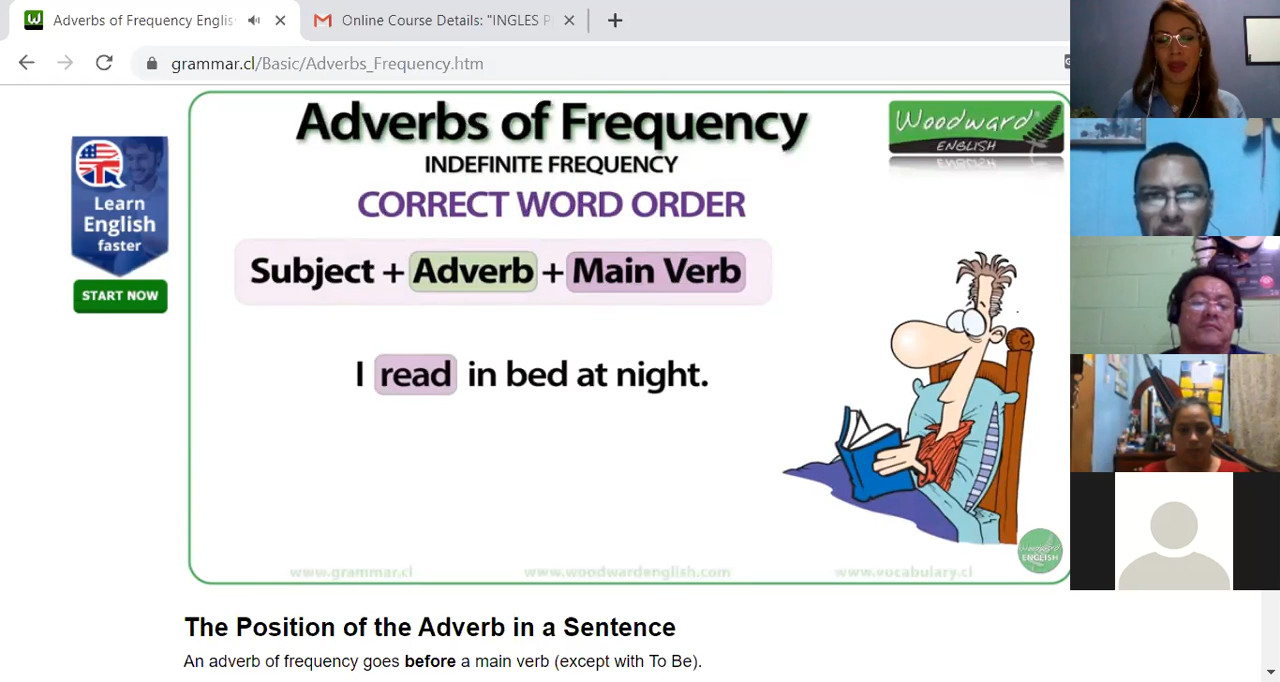 Adverbs of Frequency Englis
Online Course Details: "INGLES P
grammar.cl/Basic/Adverbs_Frequency.htm
Adverbs of Frequency
INDEFINITE FREQUENCY
CORRECT WORD ORDER
Woodward
ENGLISH
Learn
English
faster
START NOW
Subject + Adverb + Main Verb
I read in bed at night.
Woodward
ENGLISH
www.grammar.cl
www.woodwardenglish.com
www.vocabulary.cl
The Position of the Adverb in a Sentence
An adverb of frequency goes before a main verb (except with To Be).